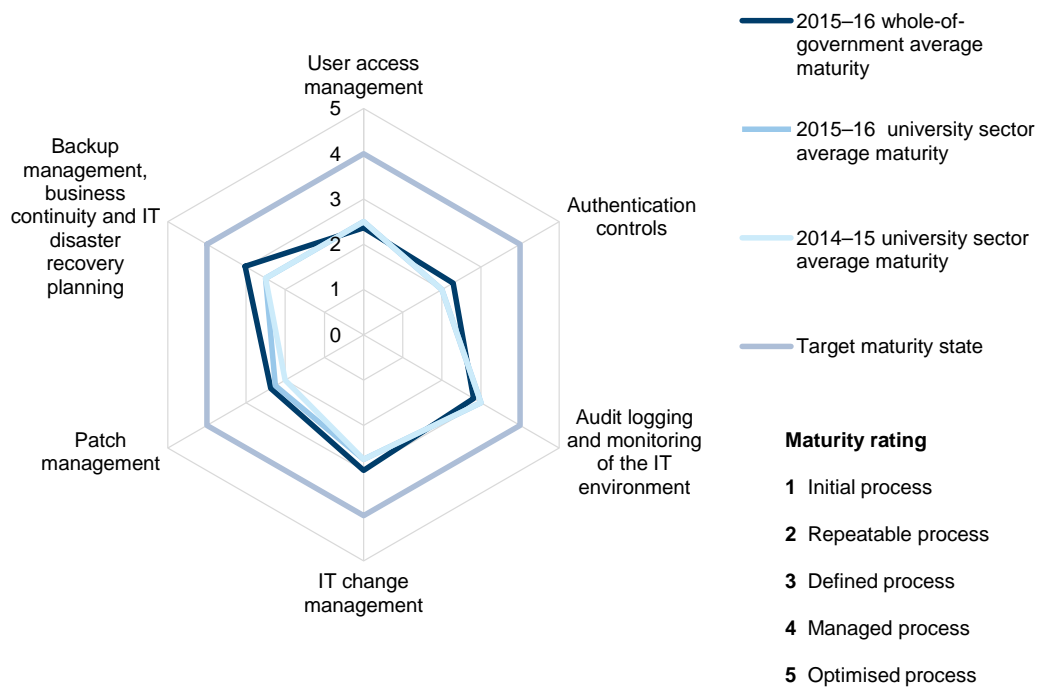 User access
management
5
4
3
2
1
0
Authentication
controls
Audit logging
and monitoring
of the IT
environment
IT change
management
Patch
management
Backup
management,
business
continuity and IT
disaster
recovery
planning
2015–16 whole-of-
government average
maturity
2015–16 university sector
average maturity
2014–15 university sector
average maturity
Target maturity state
Maturity rating
1 Initial process
2 Repeatable process
3 Defined process
4 Managed process
5 Optimised process